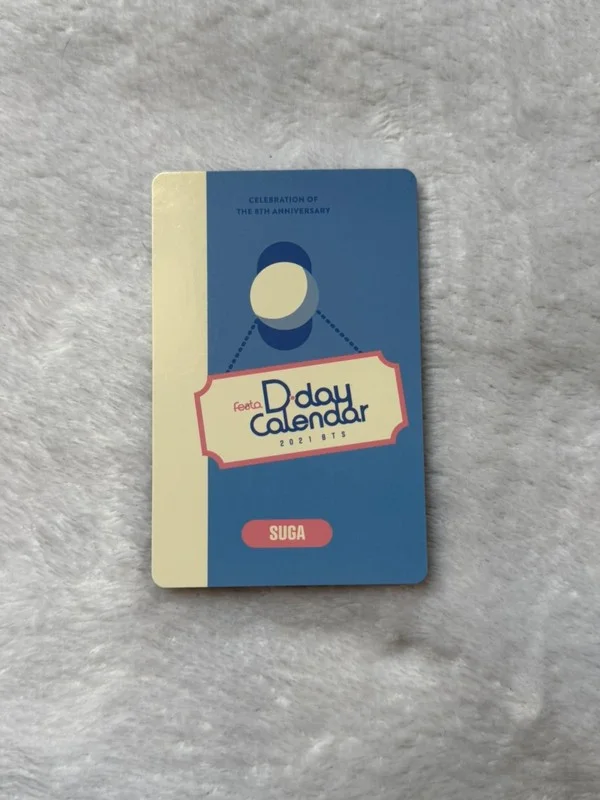 CELEBRATION OF
THE 8TH ANNIVERSARY
festa D-day
Calendar
2021 BTS
SUGA